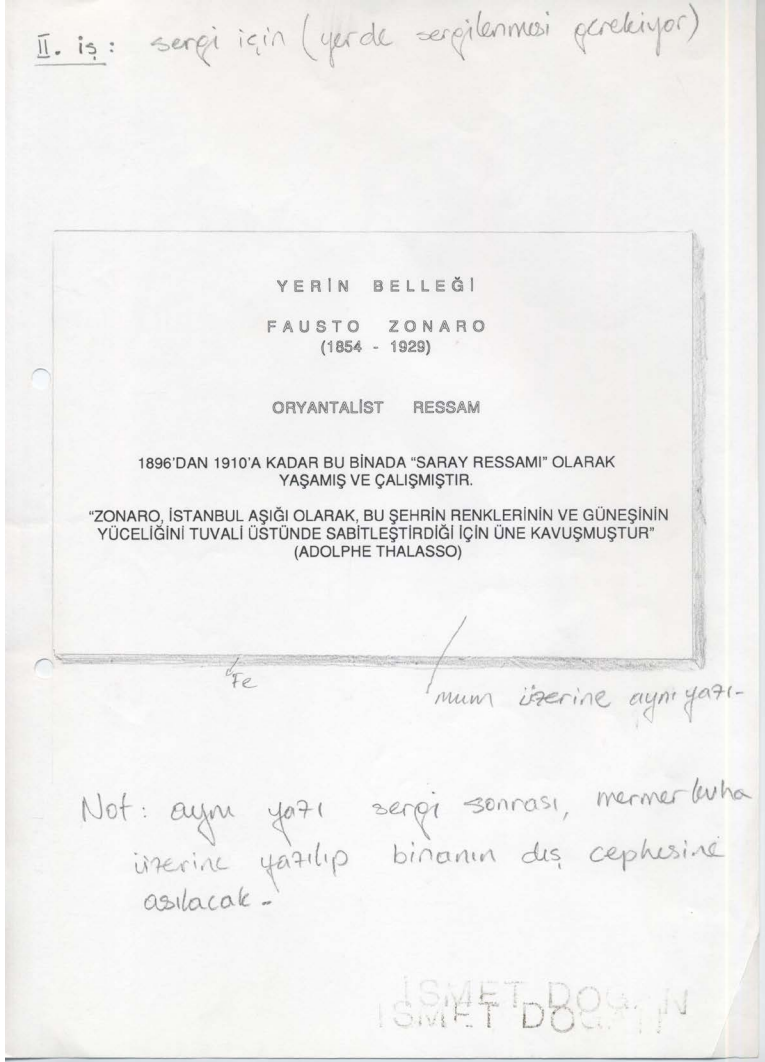 II. iş: sergi için (yerde sergilenmesi gerekiyor)
YERİN BELLEĞİ
FAUSTO ZONARO
(1854 - 1929)
ORYANTALİST RESSAM
1896'DAN 1910'A KADAR BU BİNADA "SARAY RESSAMI" OLARAK
YAŞAMIŞ VE ÇALIŞMIŞTIR.
"ZONARO, İSTANBUL AŞIĞI OLARAK, BU ŞEHRİN RENKLERİNİN VE GÜNEŞİNİN
YÜCELİĞİNİ TUVALİ ÜSTÜNDE SABİTLEŞTİRDİĞİ İÇİN ÜNE KAVUŞMUŞTUR"
(ADOLPHE THALASSO)
Fe
mum üzerine aynı yazı-
Not: aynı yazı sergi sonrası, mermer levha
üzerine yazılıp binanın dış cephesine
asılacak-
İSMET DOĞAN
İSMET DOĞAN